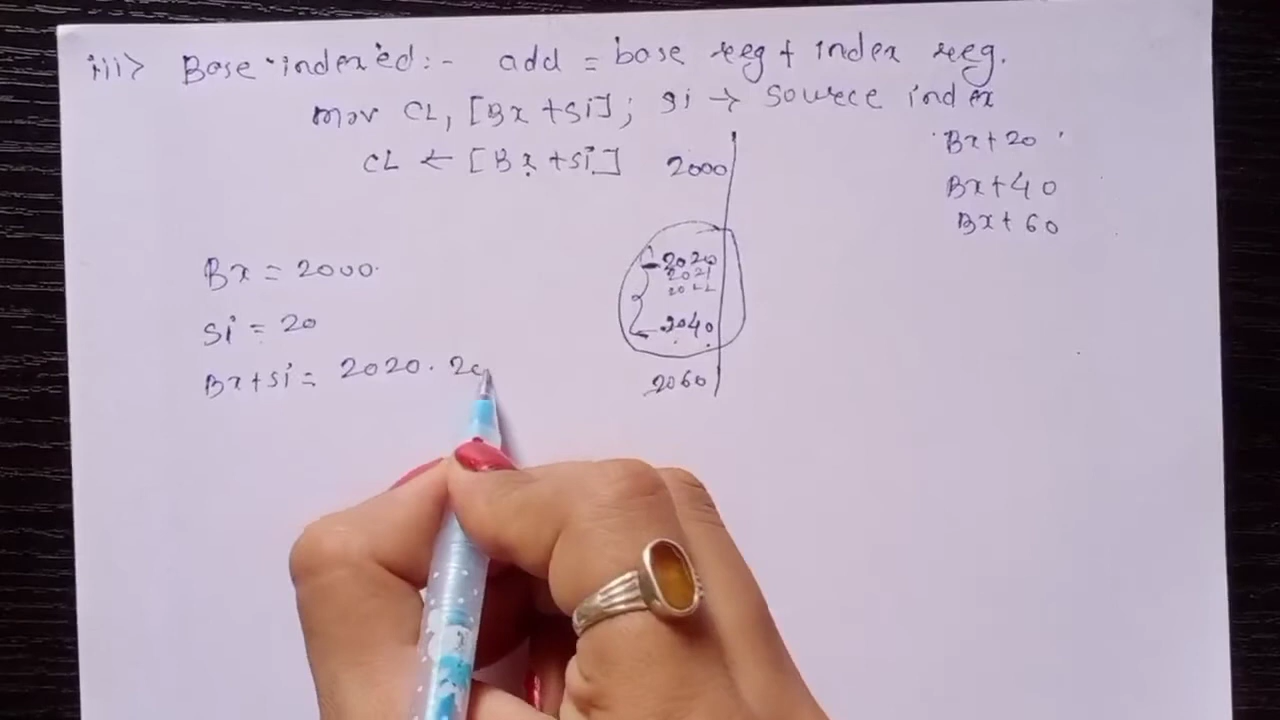 iii> Base-indexed:- add = base reg + index reg.
mov CL, [Bx + Si]; Si → Source index
CL ← [Bx + Si]
Bx+20
Bx+40
Bx+60
2000
2020
2021
2022
2040
2060
Bx = 2000.
Si = 20
Bx+Si = 2020. 20